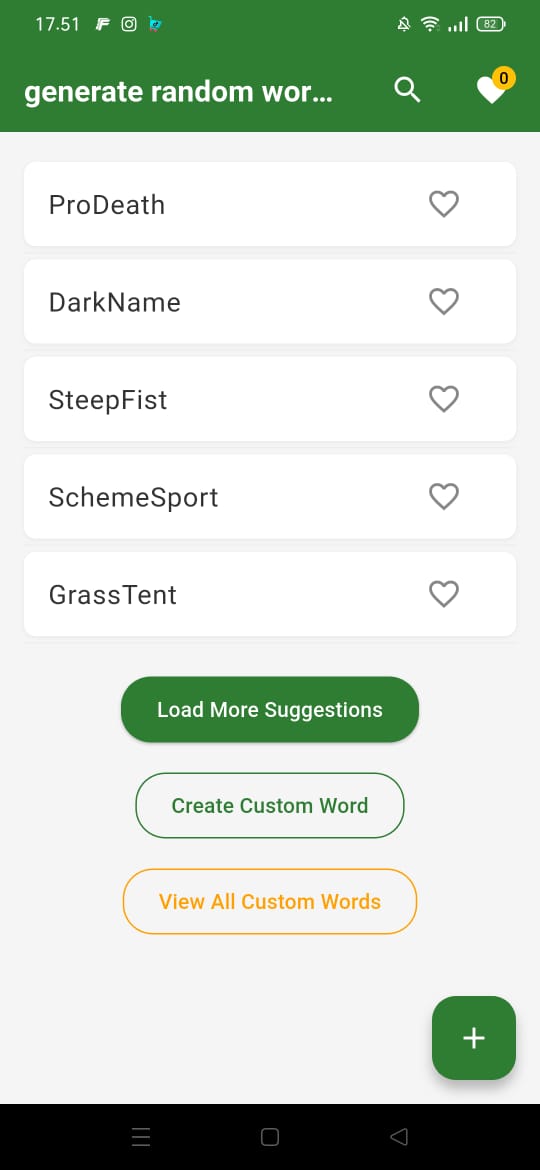 17.51
82
generate random wor...
0
ProDeath
DarkName
SteepFist
SchemeSport
GrassTent
Load More Suggestions
Create Custom Word
View All Custom Words